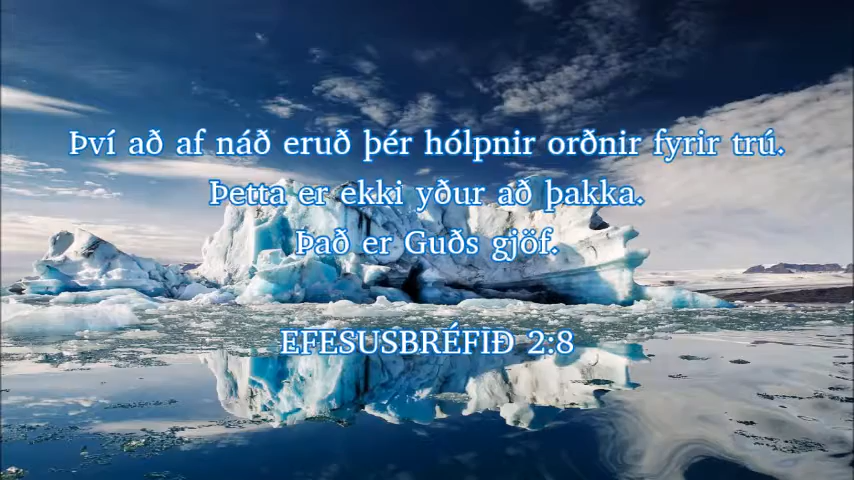 Því að af náð eruð þér hólpnir orðnir fyrir trú.
Þetta er ekki yður að þakka.
Það er Guðs gjöf.
EFESUSBRÉFIÐ 2:8